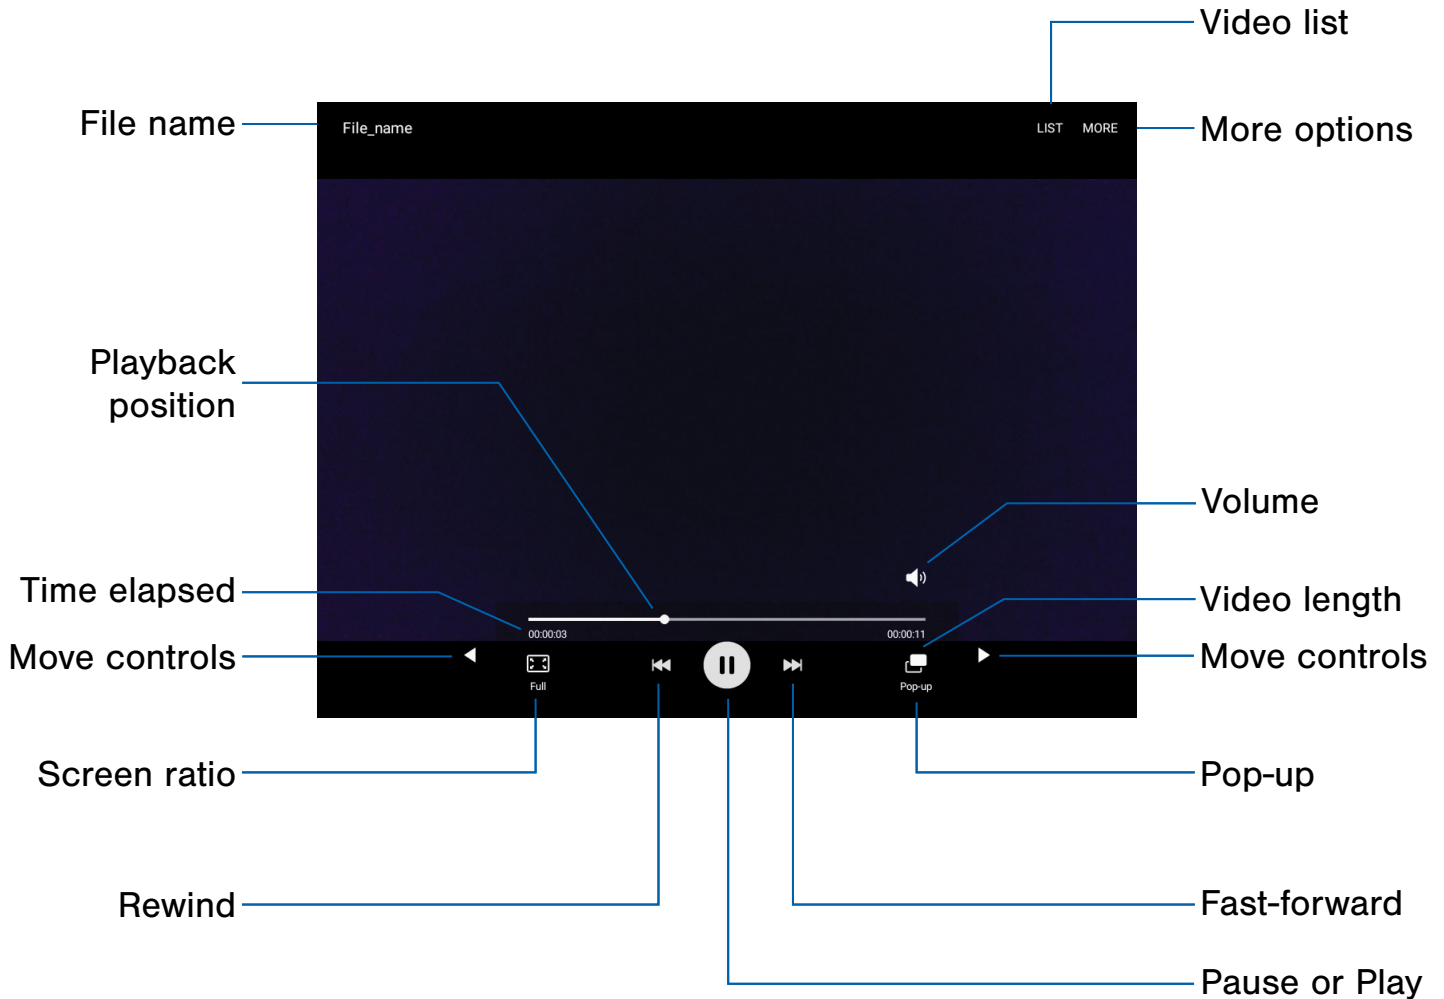 Video list
File name
File_name
LIST MORE
More options
Playback
position
Volume
Time elapsed
Video length
00:00:03
00:00:11
Move controls
Move controls
Full
Pop-up
Screen ratio
Pop-up
Rewind
Fast-forward
Pause or Play